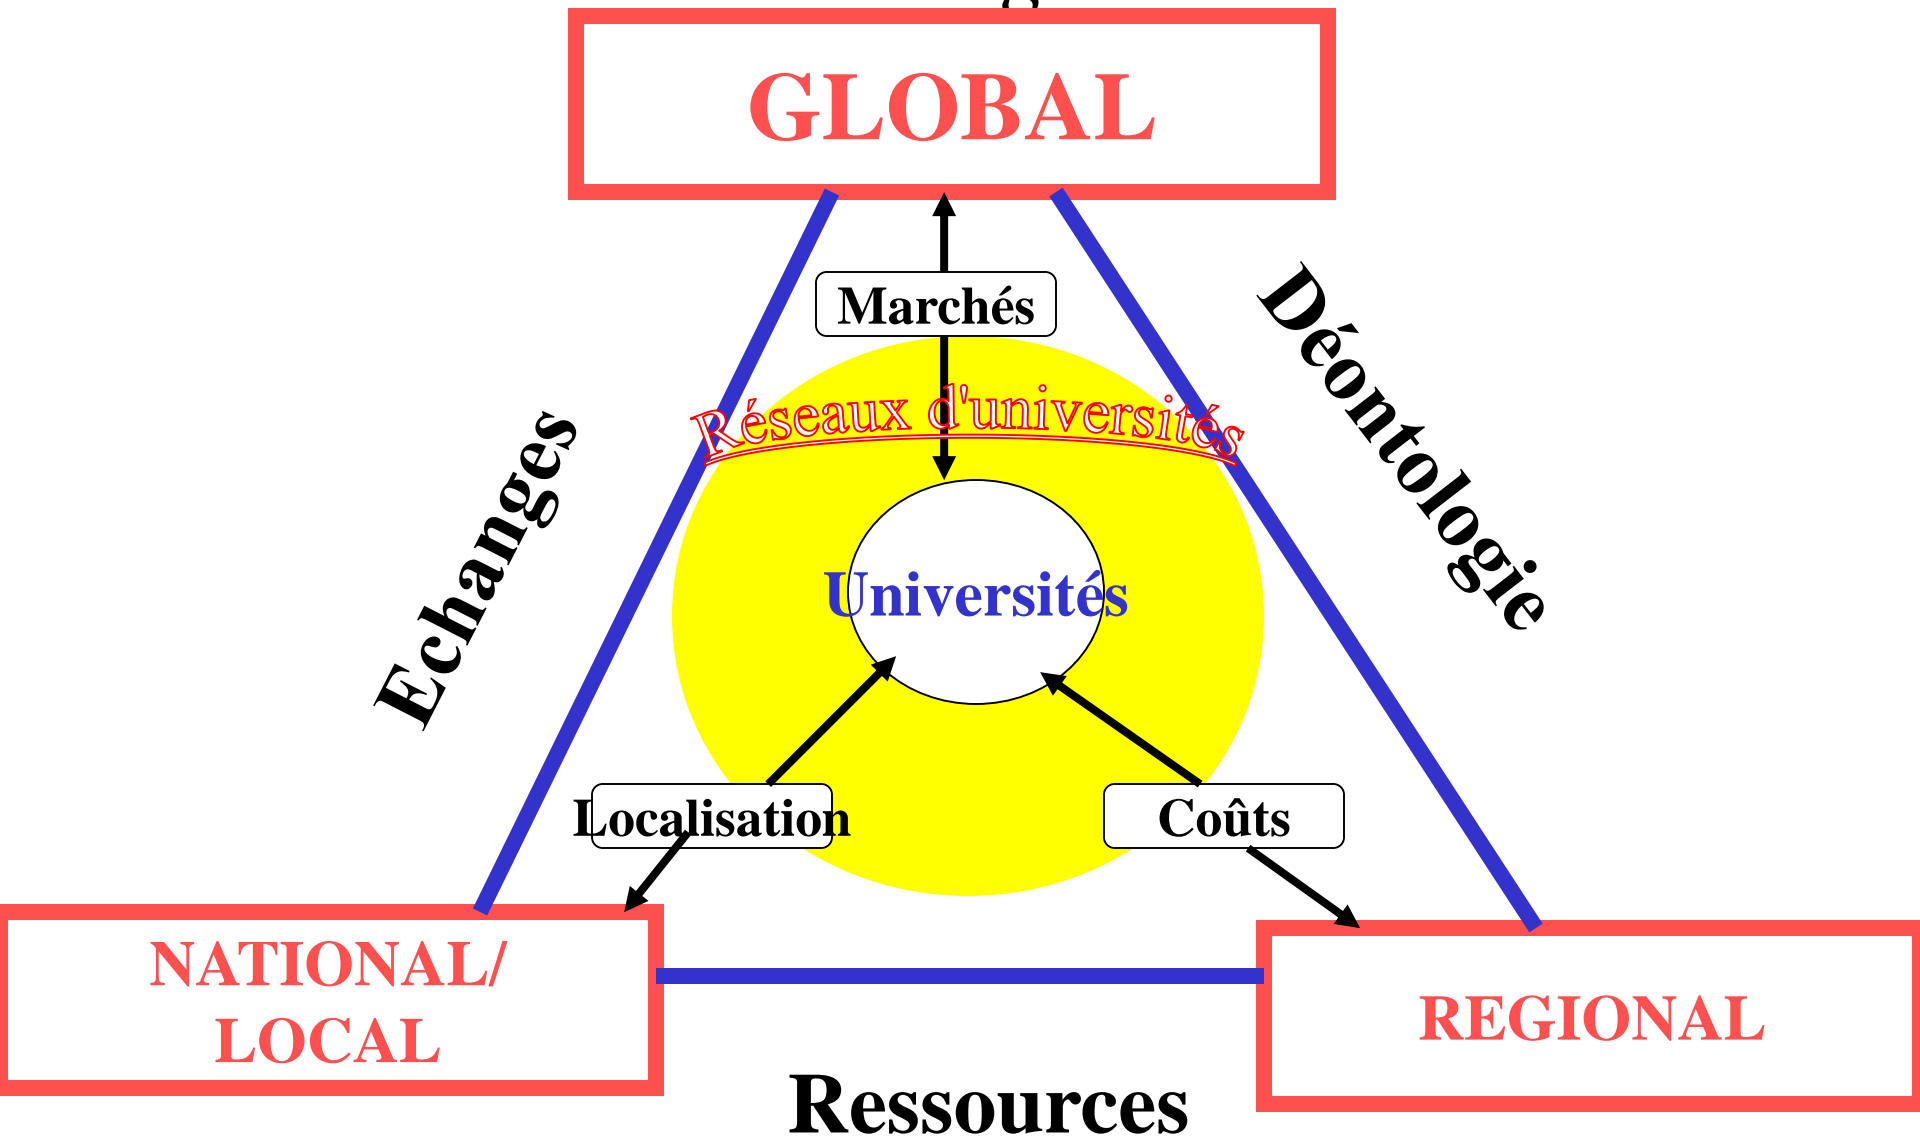 GLOBAL
Marchés
Déontologie
Réseaux d'universités
Echanges
Universités
Localisation
Coûts
NATIONAL/
LOCAL
REGIONAL
Ressources